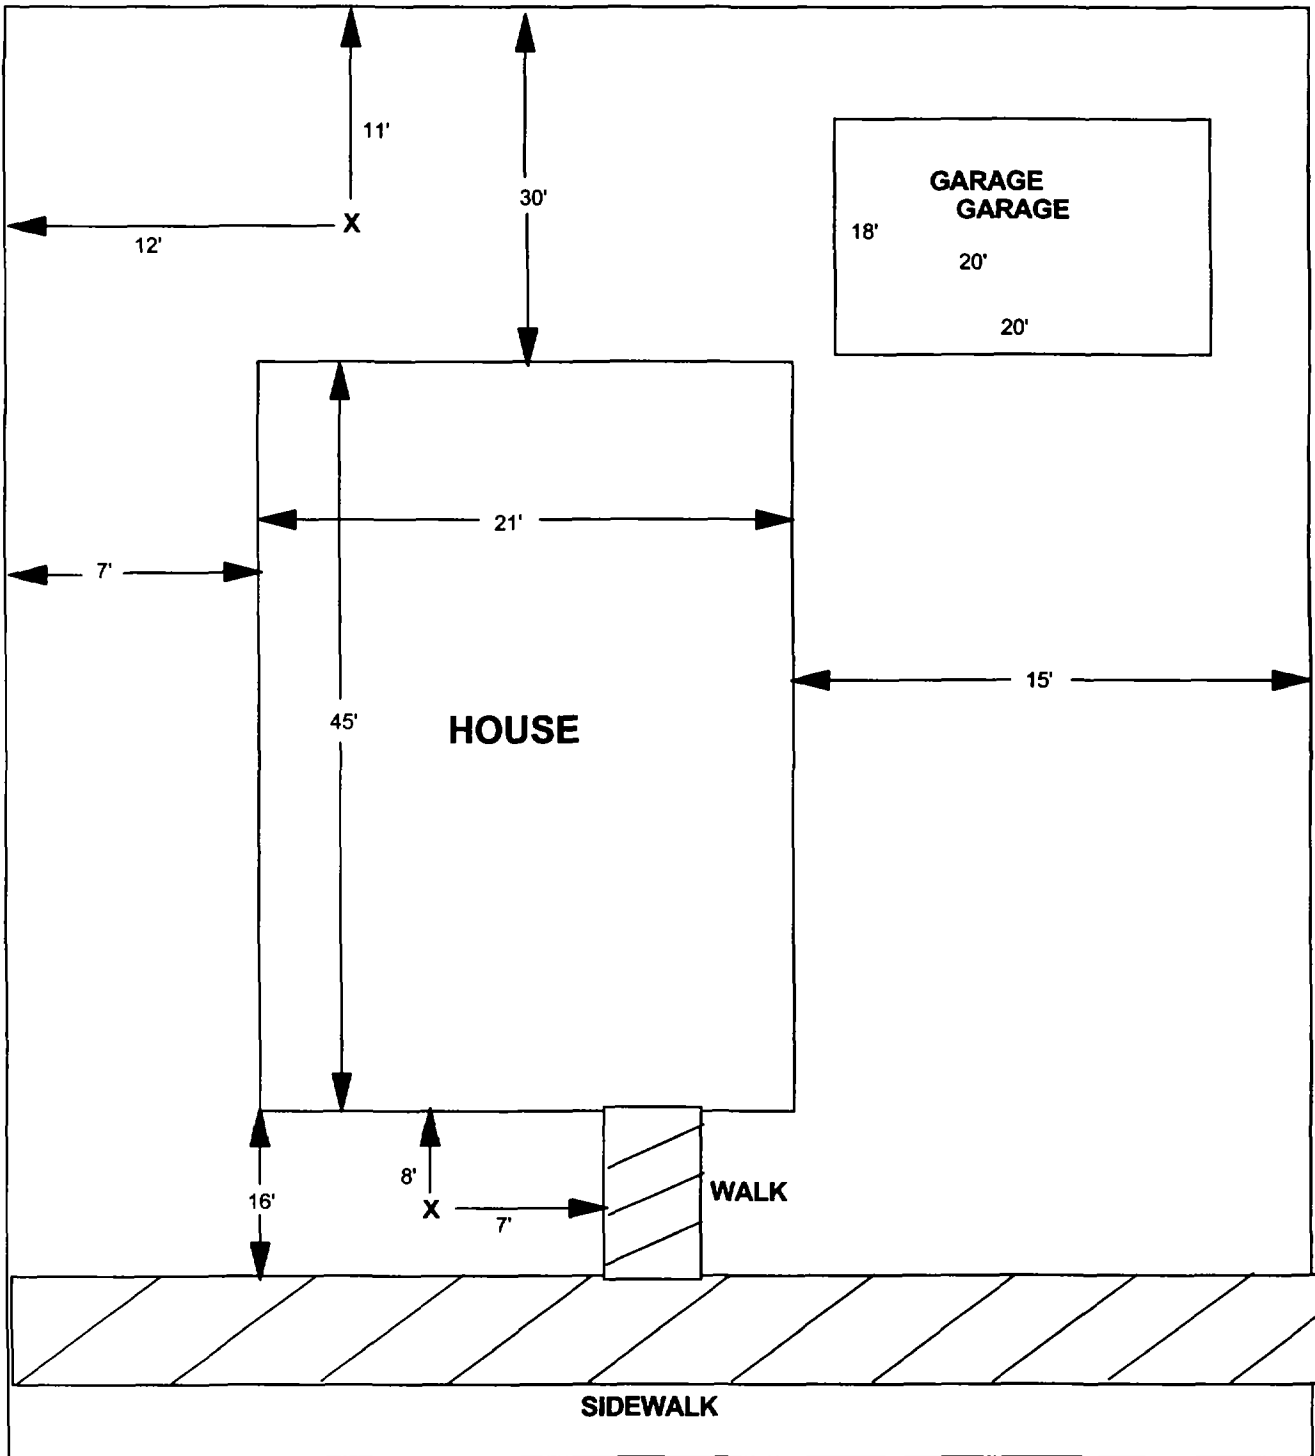 11'
GARAGE
30'
GARAGE
X
18'
12'
20'
20'
21'
7'
15'
45'
HOUSE
8'
WALK
16'
X
7'
SIDEWALK